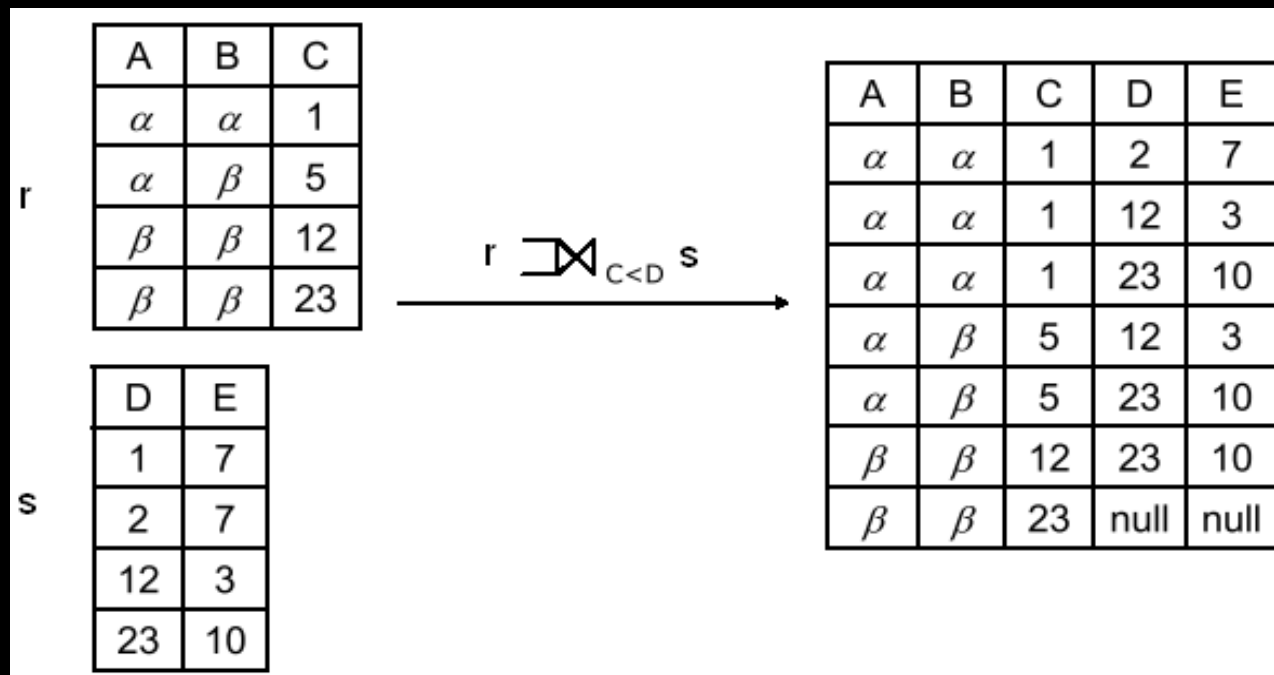 r
A B C
α α 1
α β 5
β β 12
β β 23
s
D E
1 7
2 7
12 3
23 10
r ⟕ C<D s
A B C D E
α α 1 2 7
α α 1 12 3
α α 1 23 10
α β 5 12 3
α β 5 23 10
β β 12 23 10
β β 23 null null